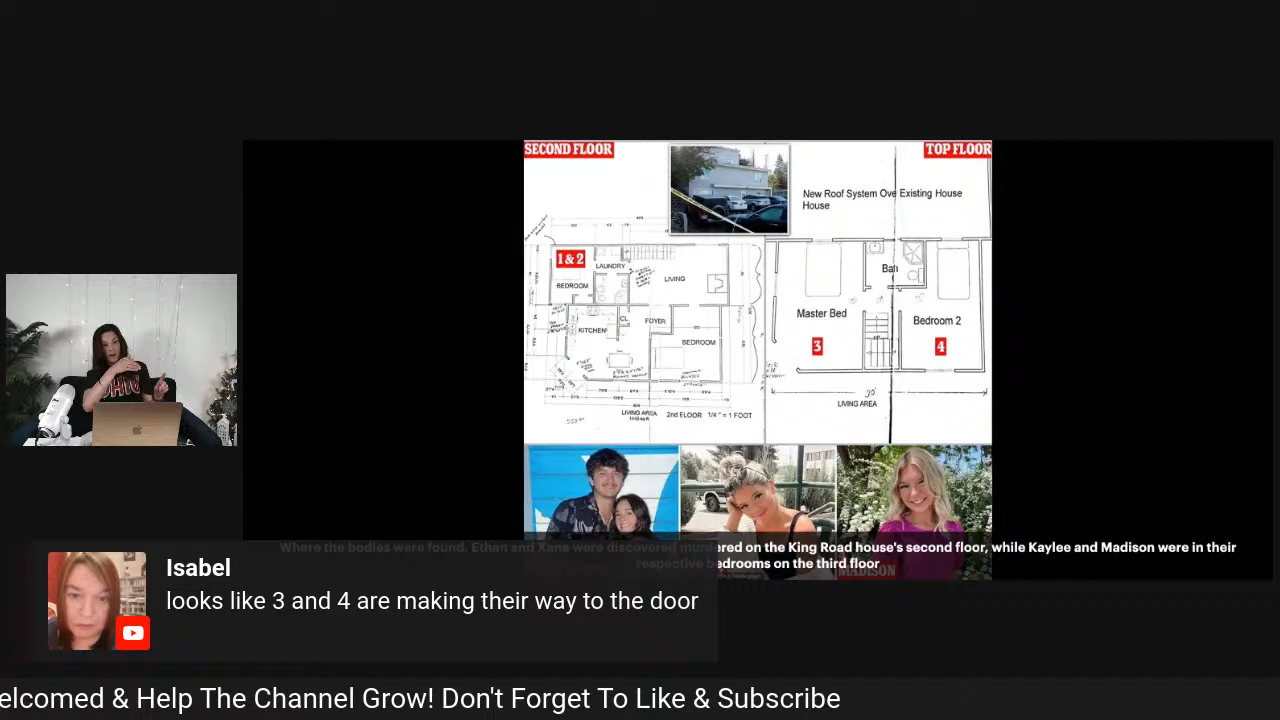 SECOND FLOOR
TOP FLOOR
New Roof System Ove Existing House
House
1 & 2
LAUNDRY
BEDROOM
LIVING
KITCHEN
CL
FOYER
BEDROOM
LIVING AREA
2nd FLOOR 1/4 " = 1 FOOT
Bath
Master Bed
Bedroom 2
3
4
30'
LIVING AREA
Where the bodies were found. Ethan and Xana were discovered murdered on the King Road house's second floor, while Kaylee and Madison were in their
respective bedrooms on the third floor
MADISON
Isabel
looks like 3 and 4 are making their way to the door
elcomed & Help The Channel Grow! Don't Forget To Like & Subscribe